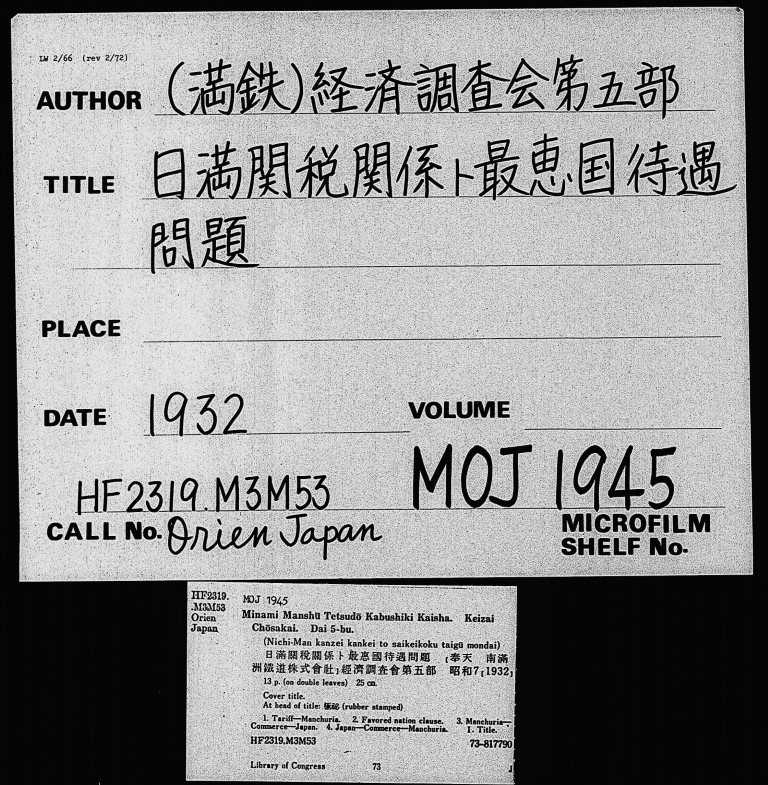 LW 2/66 (rev 2/72)
AUTHOR (満鉄)経済調査会第五部
TITLE 日満関税関係ト最恵国待遇
問題
PLACE
DATE 1932 VOLUME
HF2319.M3M53 MOJ 1945
CALL No. Orien Japan MICROFILM
SHELF No.
HF2319. MOJ 1945
.M3M53 Minami Manshū Tetsudō Kabushiki Kaisha. Keizai
Orien Chōsakai. Dai 5-bu.
Japan
(Nichi-Man kanzei kankei to saikeikoku taigū mondai)
日滿關稅關係ト最惠國待遇問題 [奉天 南滿
洲鐵道株式會社]經濟調査會第五部 昭和7[1932]
13 p. (on double leaves) 25 cm.
Cover title.
At head of title: (rubber stamped)
1. Tariff—Manchuria. 2. Favored nation clause. 3. Manchuria—
Commerce—Japan. 4. Japan—Commerce—Manchuria. I. Title.
HF2319.M3M53 73-817790
Library of Congress 73